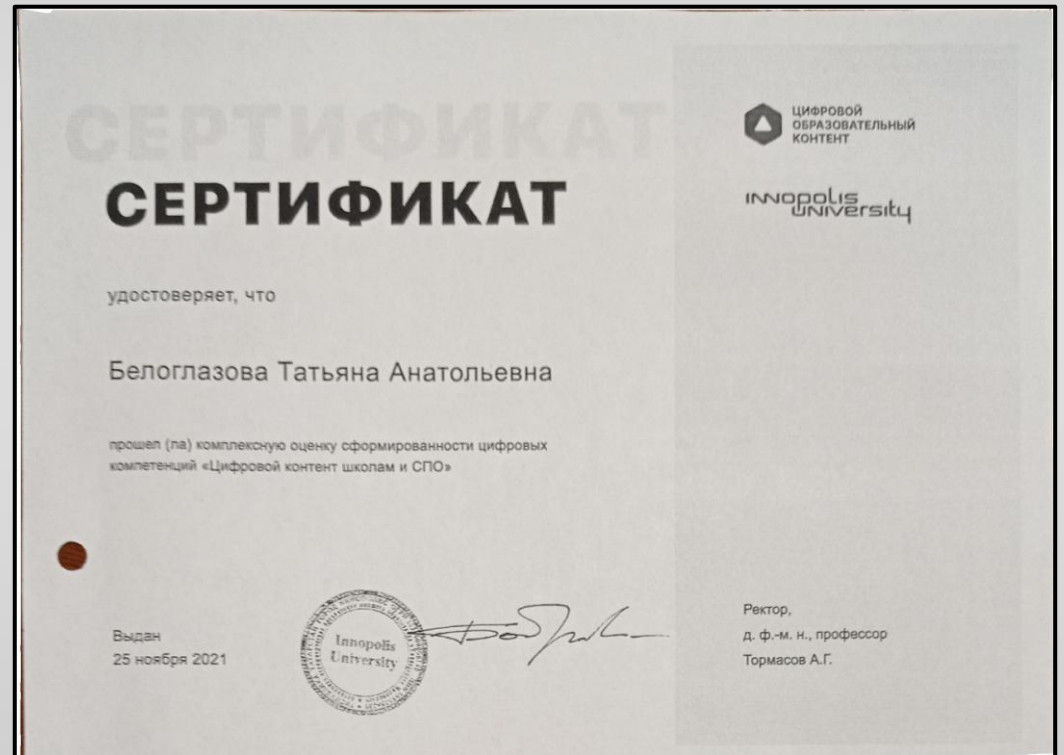 СЕРТИФИКАТ
СЕРТИФИКАТ
удостоверяет, что
Белоглазова Татьяна Анатольевна
прошел (ла) комплексную оценку сформированности цифровых
компетенций «Цифровой контент школам и СПО»
Выдан
25 ноября 2021
Innopolis
University
ЦИФРОВОЙ
ОБРАЗОВАТЕЛЬНЫЙ
КОНТЕНТ
INNOPOLIS
UNIVERSITY
Ректор,
д. ф.-м. н., профессор
Тормасов А.Г.